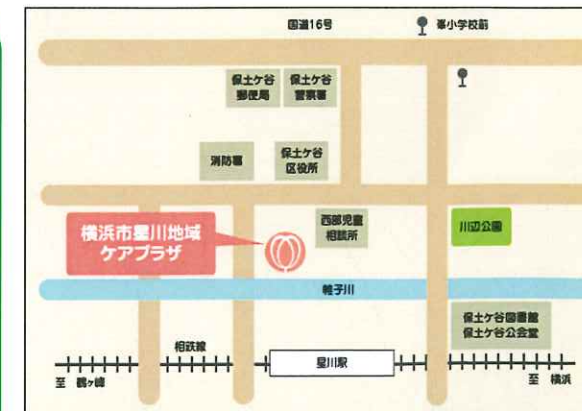 国道16号
峯小学校前
保土ケ谷
郵便局
保土ケ谷
警察署
消防署
保土ケ谷
区役所
横浜市星川地域
ケアプラザ
西部児童
相談所
川辺公園
帷子川
保土ケ谷図書館
保土ケ谷公会堂
相鉄線
星川駅
至 鶴ヶ峰
至 横浜